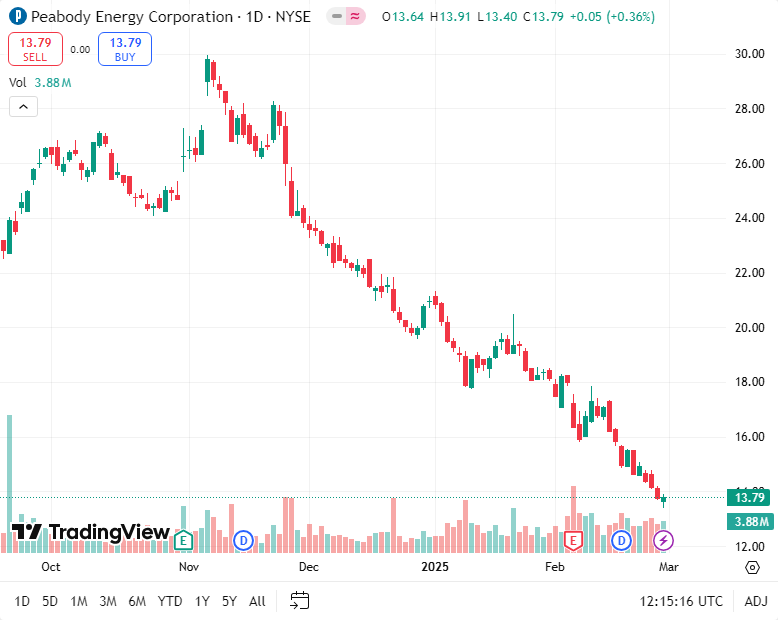 Peabody Energy Corporation · 1D · NYSE O13.64 H13.91 L13.40 C13.79 +0.05 (+0.36%)
13.79 SELL 0.00 13.79 BUY
Vol 3.88M
30.00
28.00
26.00
24.00
22.00
20.00
18.00
16.00
14.00
13.79
3.88M
12.00
TradingView
E D E D
Oct Nov Dec 2025 Feb Mar
1D 5D 1M 3M 6M YTD 1Y 5Y All 12:15:16 UTC ADJ